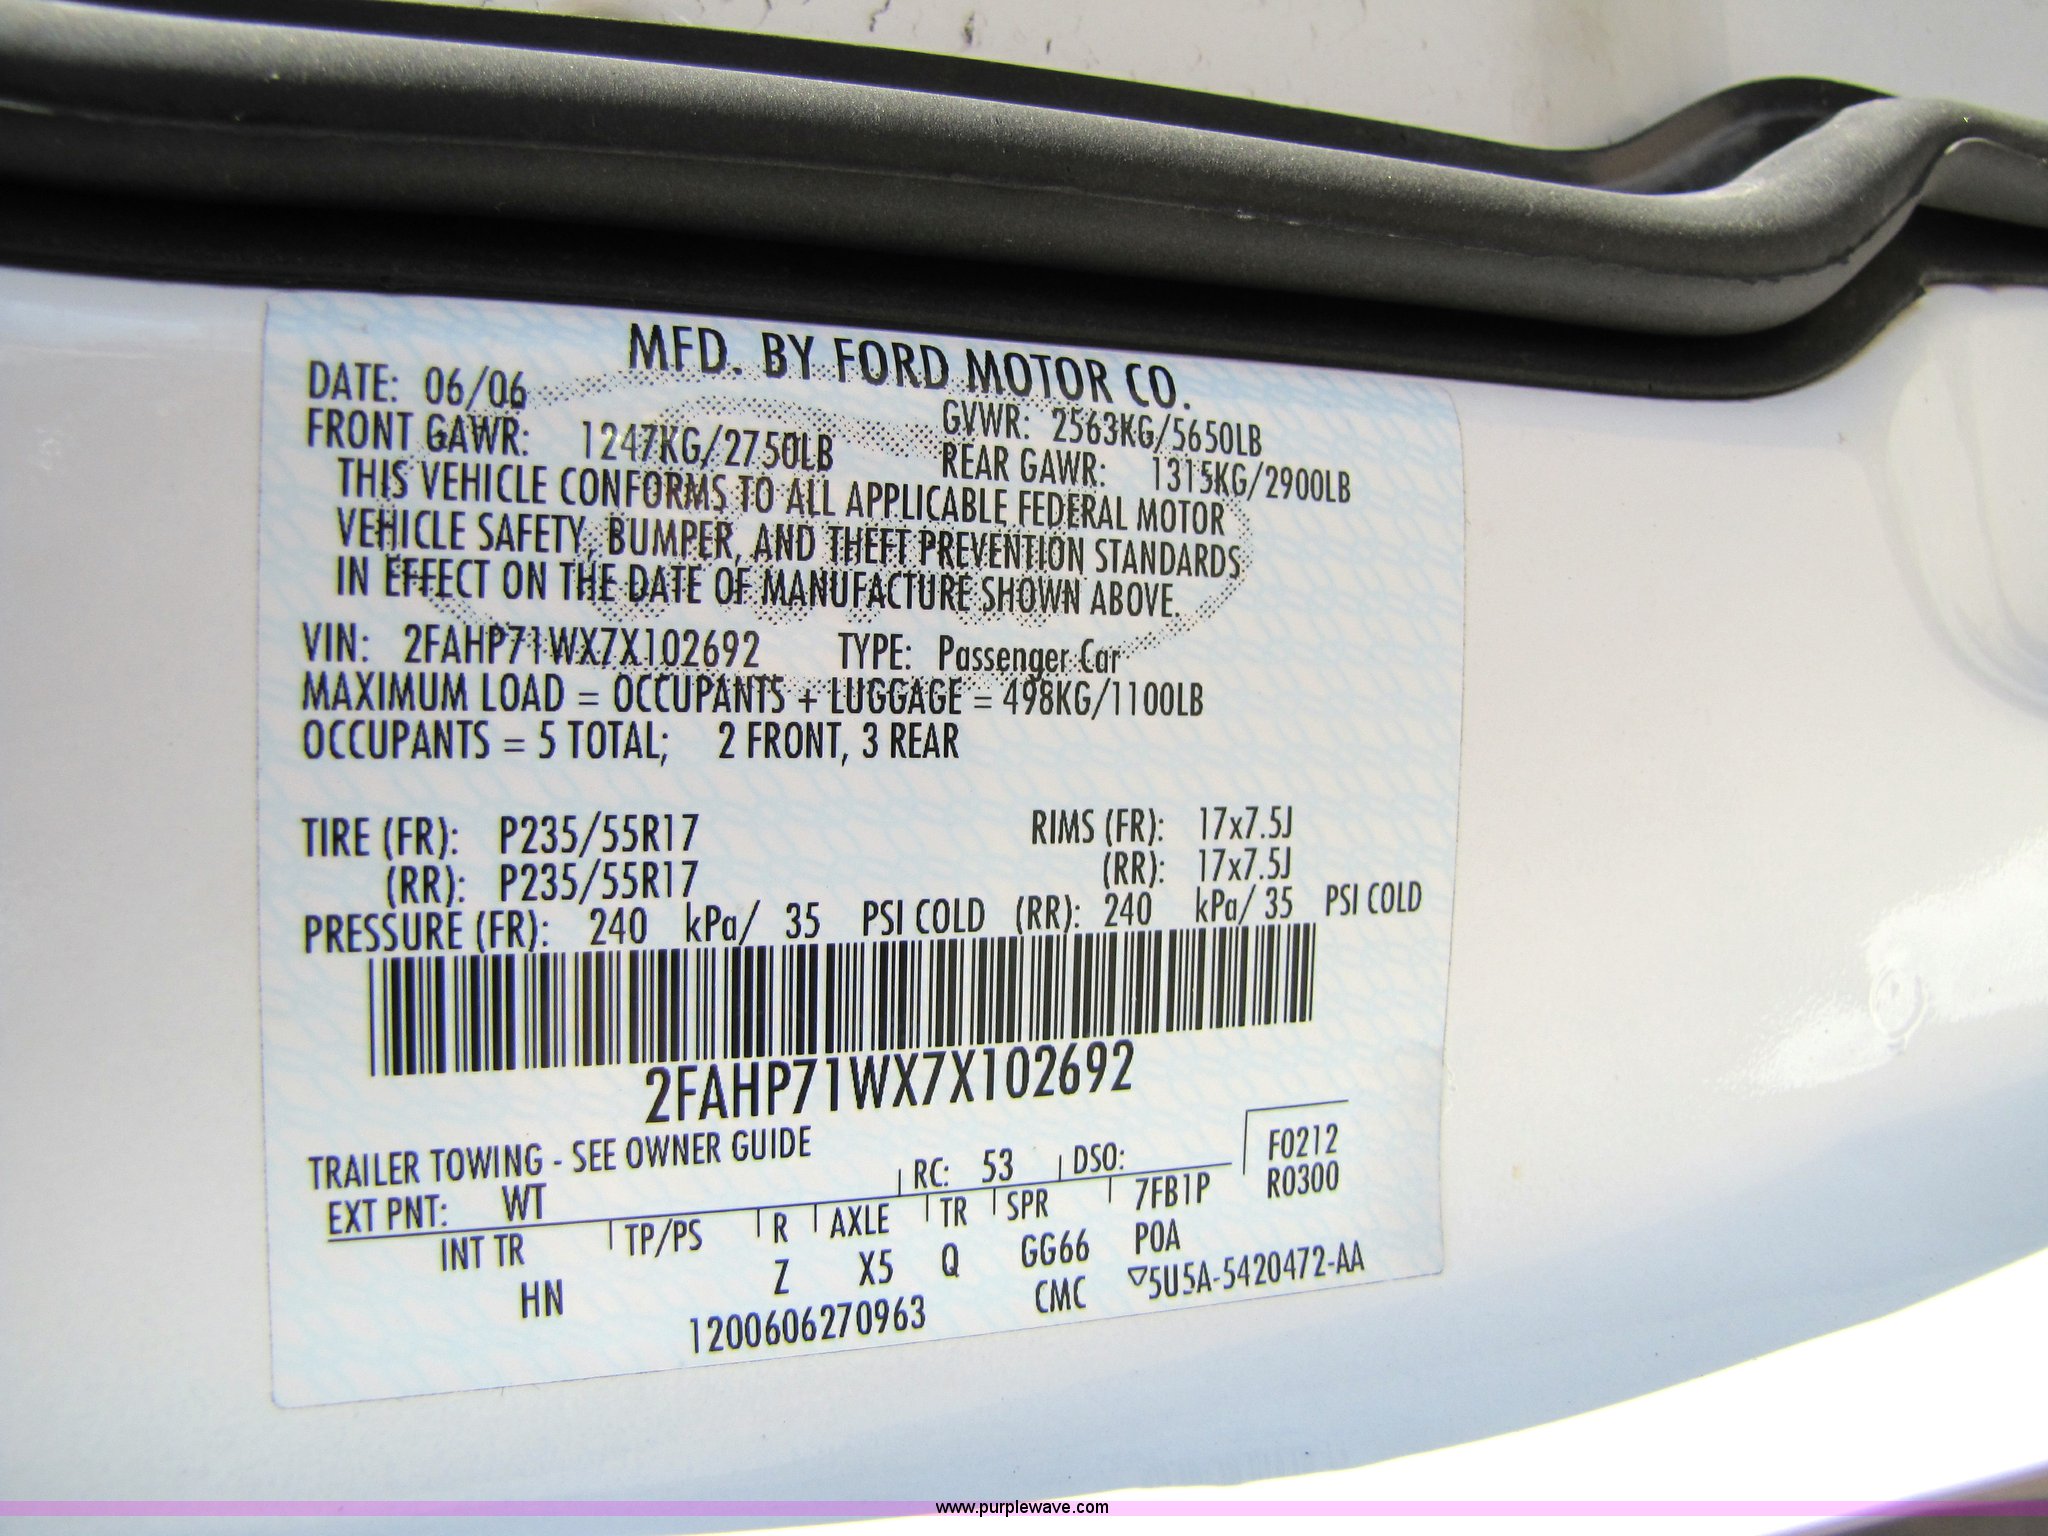 MFD. BY FORD MOTOR CO.
DATE: 06/06 GVWR: 2563KG/5650LB
FRONT GAWR: 1247KG/2750LB REAR GAWR: 1315KG/2900LB
THIS VEHICLE CONFORMS TO ALL APPLICABLE FEDERAL MOTOR
VEHICLE SAFETY, BUMPER, AND THEFT PREVENTION STANDARDS
IN EFFECT ON THE DATE OF MANUFACTURE SHOWN ABOVE.
VIN: 2FAHP71WX7X102692 TYPE: Passenger Car
MAXIMUM LOAD = OCCUPANTS + LUGGAGE = 498KG/1100LB
OCCUPANTS = 5 TOTAL; 2 FRONT, 3 REAR
TIRE (FR): P235/55R17 RIMS (FR): 17x7.5J
(RR): P235/55R17 (RR): 17x7.5J
PRESSURE (FR): 240 kPa/ 35 PSI COLD (RR): 240 kPa/ 35 PSI COLD
2FAHP71WX7X102692
TRAILER TOWING - SEE OWNER GUIDE
EXT PNT: WT RC: 53 DSO: F0212
R0300
INT TR TP/PS R AXLE TR SPR 7FB1P
HN Z X5 Q GG66 POA
1200606270963 CMC ▽5U5A-5420472-AA
www.purplewave.com